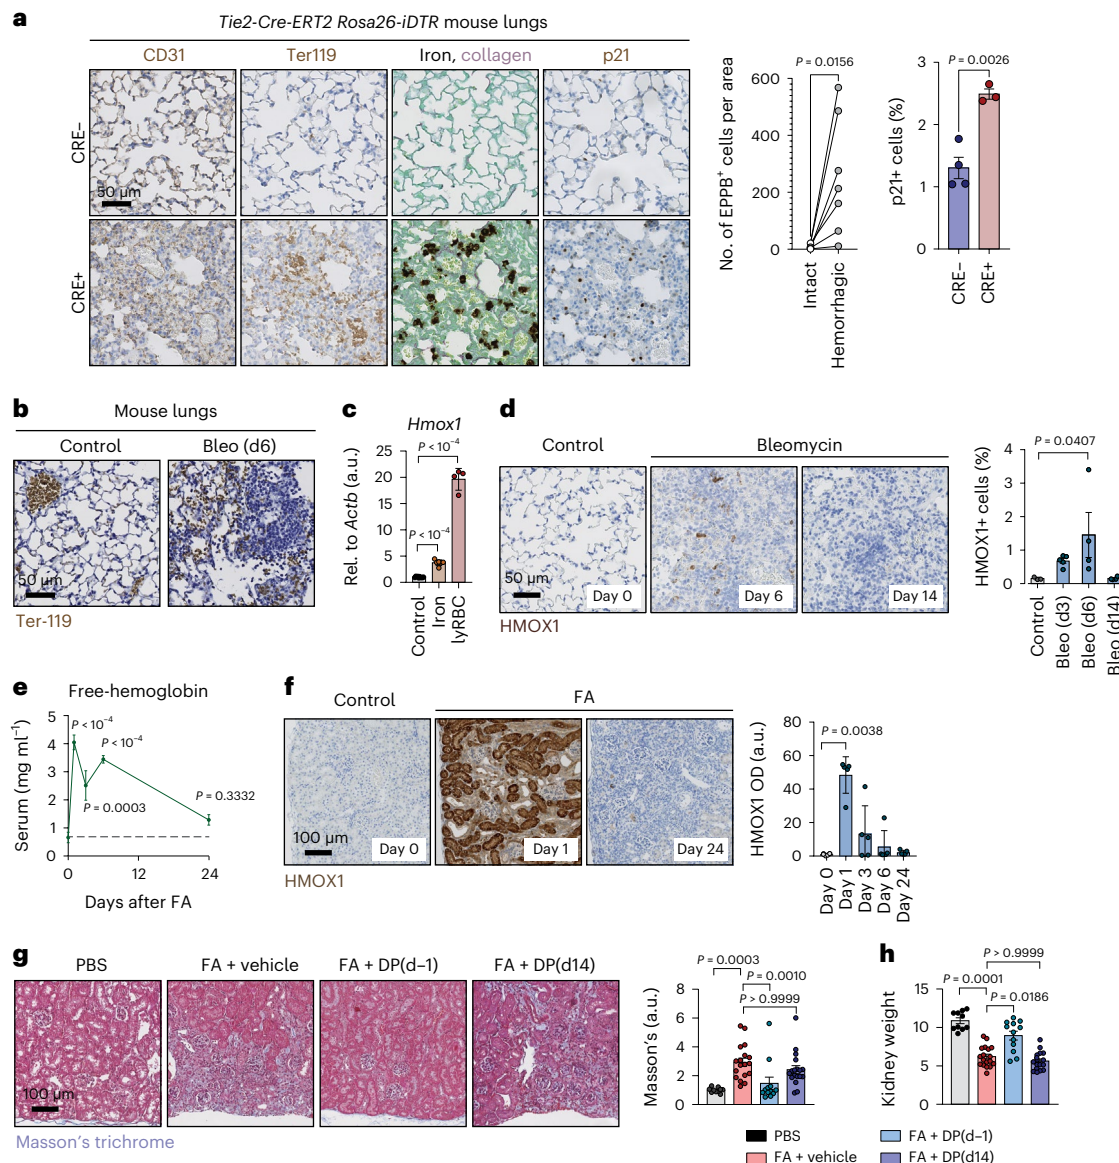 a
Tie2-Cre-ERT2 Rosa26-iDTR mouse lungs
CD31
Ter119
Iron, collagen
p21
CRE−
CRE+
50 µm
No. of EPPB+ cells per area
600
400
200
0
P = 0.0156
Intact
Hemorrhagic
p21+ cells (%)
3
2
1
0
P = 0.0026
CRE−
CRE+
b
Mouse lungs
Control
Bleo (d6)
50 µm
Ter-119
c
Hmox1
Rel. to Actb (a.u.)
25
20
15
10
5
0
P < 10−4
P < 10−4
Control
Iron
lyRBC
d
Control
Bleomycin
50 µm
Day 0
Day 6
Day 14
HMOX1
HMOX1+ cells (%)
4
3
2
1
0
P = 0.0407
Control
Bleo (d3)
Bleo (d6)
Bleo (d14)
e
Free-hemoglobin
Serum (mg ml−1)
5
4
3
2
1
0
P < 10−4
P < 10−4
P = 0.0003
P = 0.3332
0
12
24
Days after FA
f
Control
FA
100 µm
Day 0
Day 1
Day 24
HMOX1
HMOX1 OD (a.u.)
80
60
40
20
0
P = 0.0038
Day 0
Day 1
Day 3
Day 6
Day 24
g
PBS
FA + vehicle
FA + DP(d−1)
FA + DP(d14)
100 µm
Masson's trichrome
Masson's (a.u.)
8
6
4
2
0
P = 0.0003
P = 0.0010
P > 0.9999
h
Kidney weight
15
10
5
0
P > 0.9999
P = 0.0001
P = 0.0186
PBS
FA + vehicle
FA + DP(d−1)
FA + DP(d14)